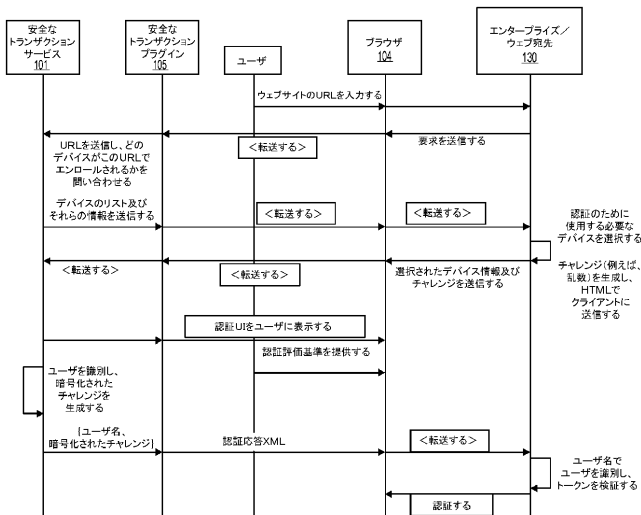 安全な
トランザクション
サービス
101
安全な
トランザクション
プラグイン
105
ユーザ
ブラウザ
104
エンタープライズ/
ウェブ宛先
130
ウェブサイトのURLを入力する
要求を送信する
<転送する>
URLを送信し、どの
デバイスがこのURLで
エンロールされるかを
問い合わせる
デバイスのリスト及び
それらの情報を送信する
<転送する>
<転送する>
認証のために
使用する必要な
デバイスを選択する
<転送する>
<転送する>
選択されたデバイス情報及び
チャレンジを送信する
チャレンジ(例えば、
乱数)を生成し、
HTMLで
クライアントに
送信する
認証UIをユーザに表示する
認証評価基準を提供する
ユーザを識別し、
暗号化された
チャレンジを
生成する
[ユーザ名、
暗号化されたチャレンジ]
認証応答XML
<転送する>
ユーザ名で
ユーザを識別し、
トークンを検証する
認証する